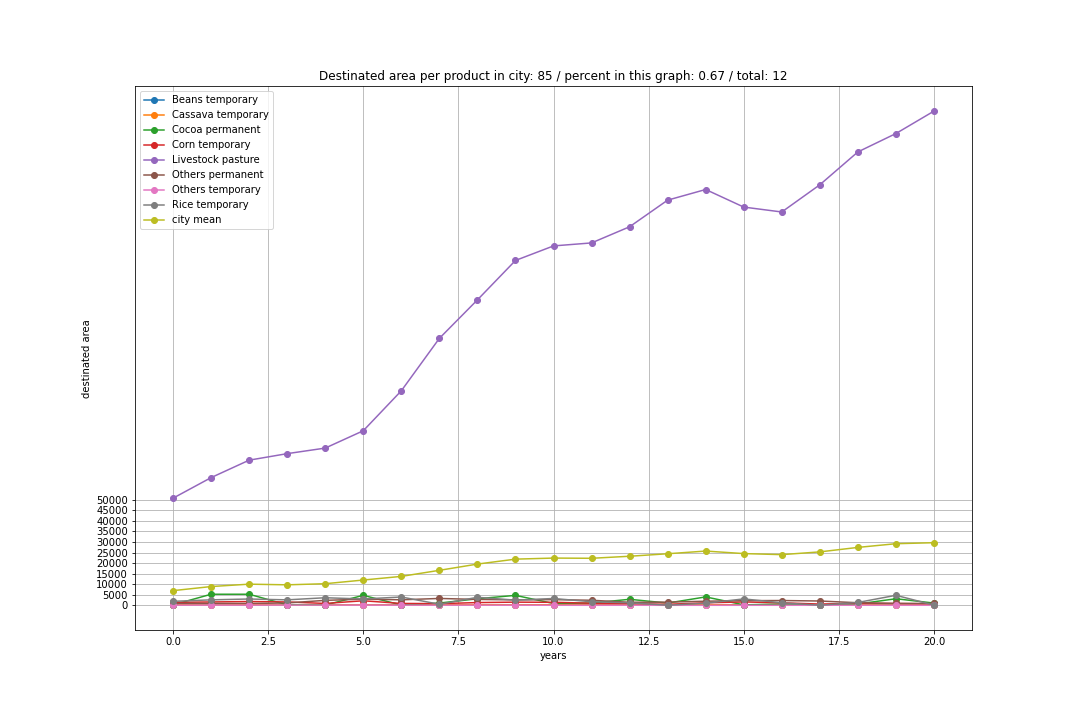 Destinated area per product in city: 85 / percent in this graph: 0.67 / total: 12
Beans temporary
Cassava temporary
Cocoa permanent
Corn temporary
Livestock pasture
Others permanent
Others temporary
Rice temporary
city mean
destinated area
50000
45000
40000
35000
30000
25000
20000
15000
10000
5000
0
0.0 2.5 5.0 7.5 10.0 12.5 15.0 17.5 20.0
years